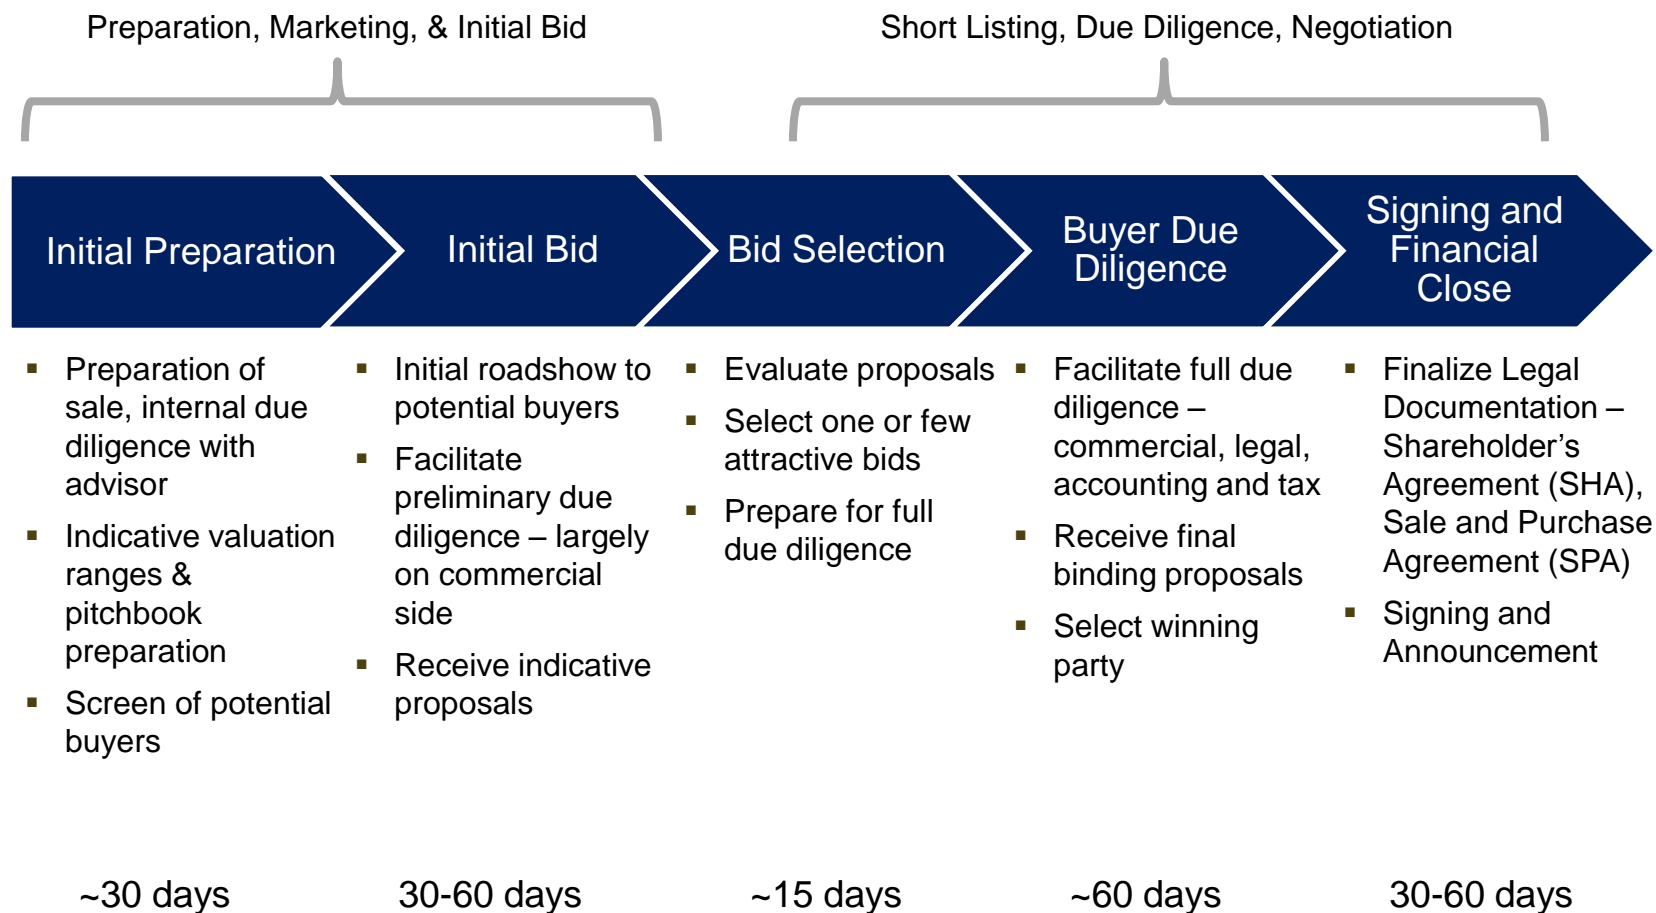 Preparation, Marketing, & Initial Bid
Short Listing, Due Diligence, Negotiation
Initial Preparation
Initial Bid
Bid Selection
Buyer Due
Diligence
Signing and
Financial
Close
▪ Preparation of
sale, internal due
diligence with
advisor
▪ Indicative valuation
ranges &
pitchbook
preparation
▪ Screen of potential
buyers
▪ Initial roadshow to
potential buyers
▪ Facilitate
preliminary due
diligence – largely
on commercial
side
▪ Receive indicative
proposals
▪ Evaluate proposals
▪ Select one or few
attractive bids
▪ Prepare for full
due diligence
▪ Facilitate full due
diligence –
commercial, legal,
accounting and tax
▪ Receive final
binding proposals
▪ Select winning
party
▪ Finalize Legal
Documentation –
Shareholder’s
Agreement (SHA),
Sale and Purchase
Agreement (SPA)
▪ Signing and
Announcement
~30 days
30-60 days
~15 days
~60 days
30-60 days